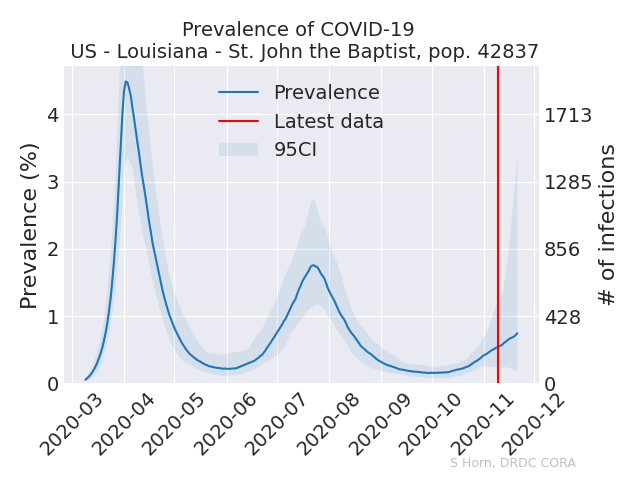 Prevalence of COVID-19
US - Louisiana - St. John the Baptist, pop. 42837
Prevalence
Latest data
95CI
Prevalence (%)
4
3
2
1
0
1713
1285
856
428
0
# of infections
2020-03
2020-04
2020-05
2020-06
2020-07
2020-08
2020-09
2020-10
2020-11
2020-12
S Horn, DRDC CORA